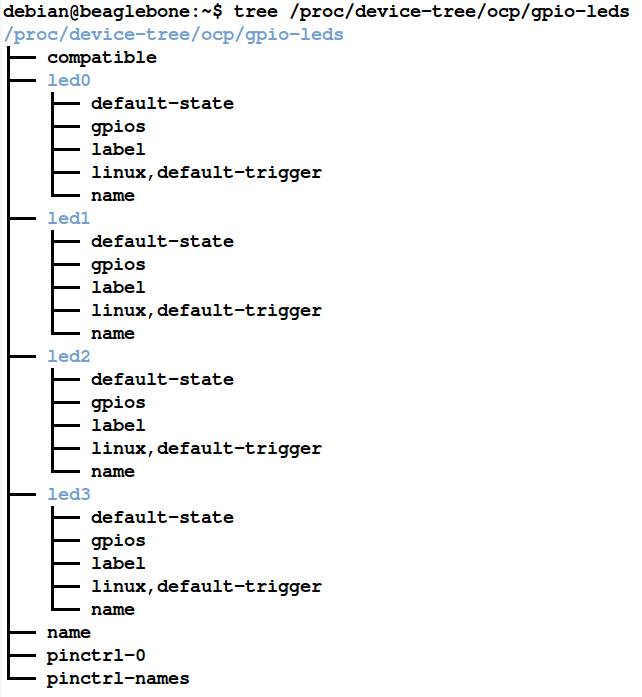 debian@beaglebone:~$ tree /proc/device-tree/ocp/gpio-leds
/proc/device-tree/ocp/gpio-leds
├── compatible
├── led0
│   ├── default-state
│   ├── gpios
│   ├── label
│   ├── linux,default-trigger
│   └── name
├── led1
│   ├── default-state
│   ├── gpios
│   ├── label
│   ├── linux,default-trigger
│   └── name
├── led2
│   ├── default-state
│   ├── gpios
│   ├── label
│   ├── linux,default-trigger
│   └── name
├── led3
│   ├── default-state
│   ├── gpios
│   ├── label
│   ├── linux,default-trigger
│   └── name
├── name
├── pinctrl-0
└── pinctrl-names